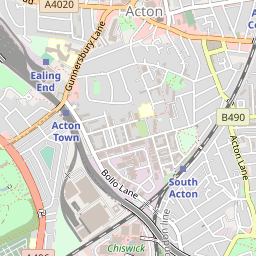 A4020
Acton
Gunnersbury Lane
Ealing
End
Acton
Town
B490
Acton Lane
Bollo Lane
South
Acton
Chiswick